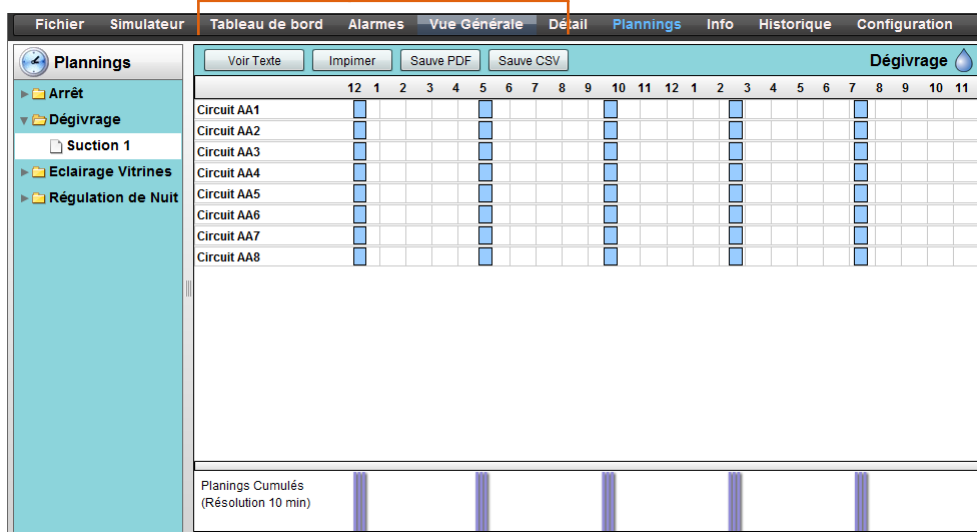 Fichier Simulateur Tableau de bord Alarmes Vue Générale Détail Plannings Info Historique Configuration
Plannings
Voir Texte Impimer Sauve PDF Sauve CSV Dégivrage
12 1 2 3 4 5 6 7 8 9 10 11 12 1 2 3 4 5 6 7 8 9 10 11
Arrêt
Dégivrage
Suction 1
Eclairage Vitrines
Régulation de Nuit
Circuit AA1
Circuit AA2
Circuit AA3
Circuit AA4
Circuit AA5
Circuit AA6
Circuit AA7
Circuit AA8
Planings Cumulés
(Résolution 10 min)